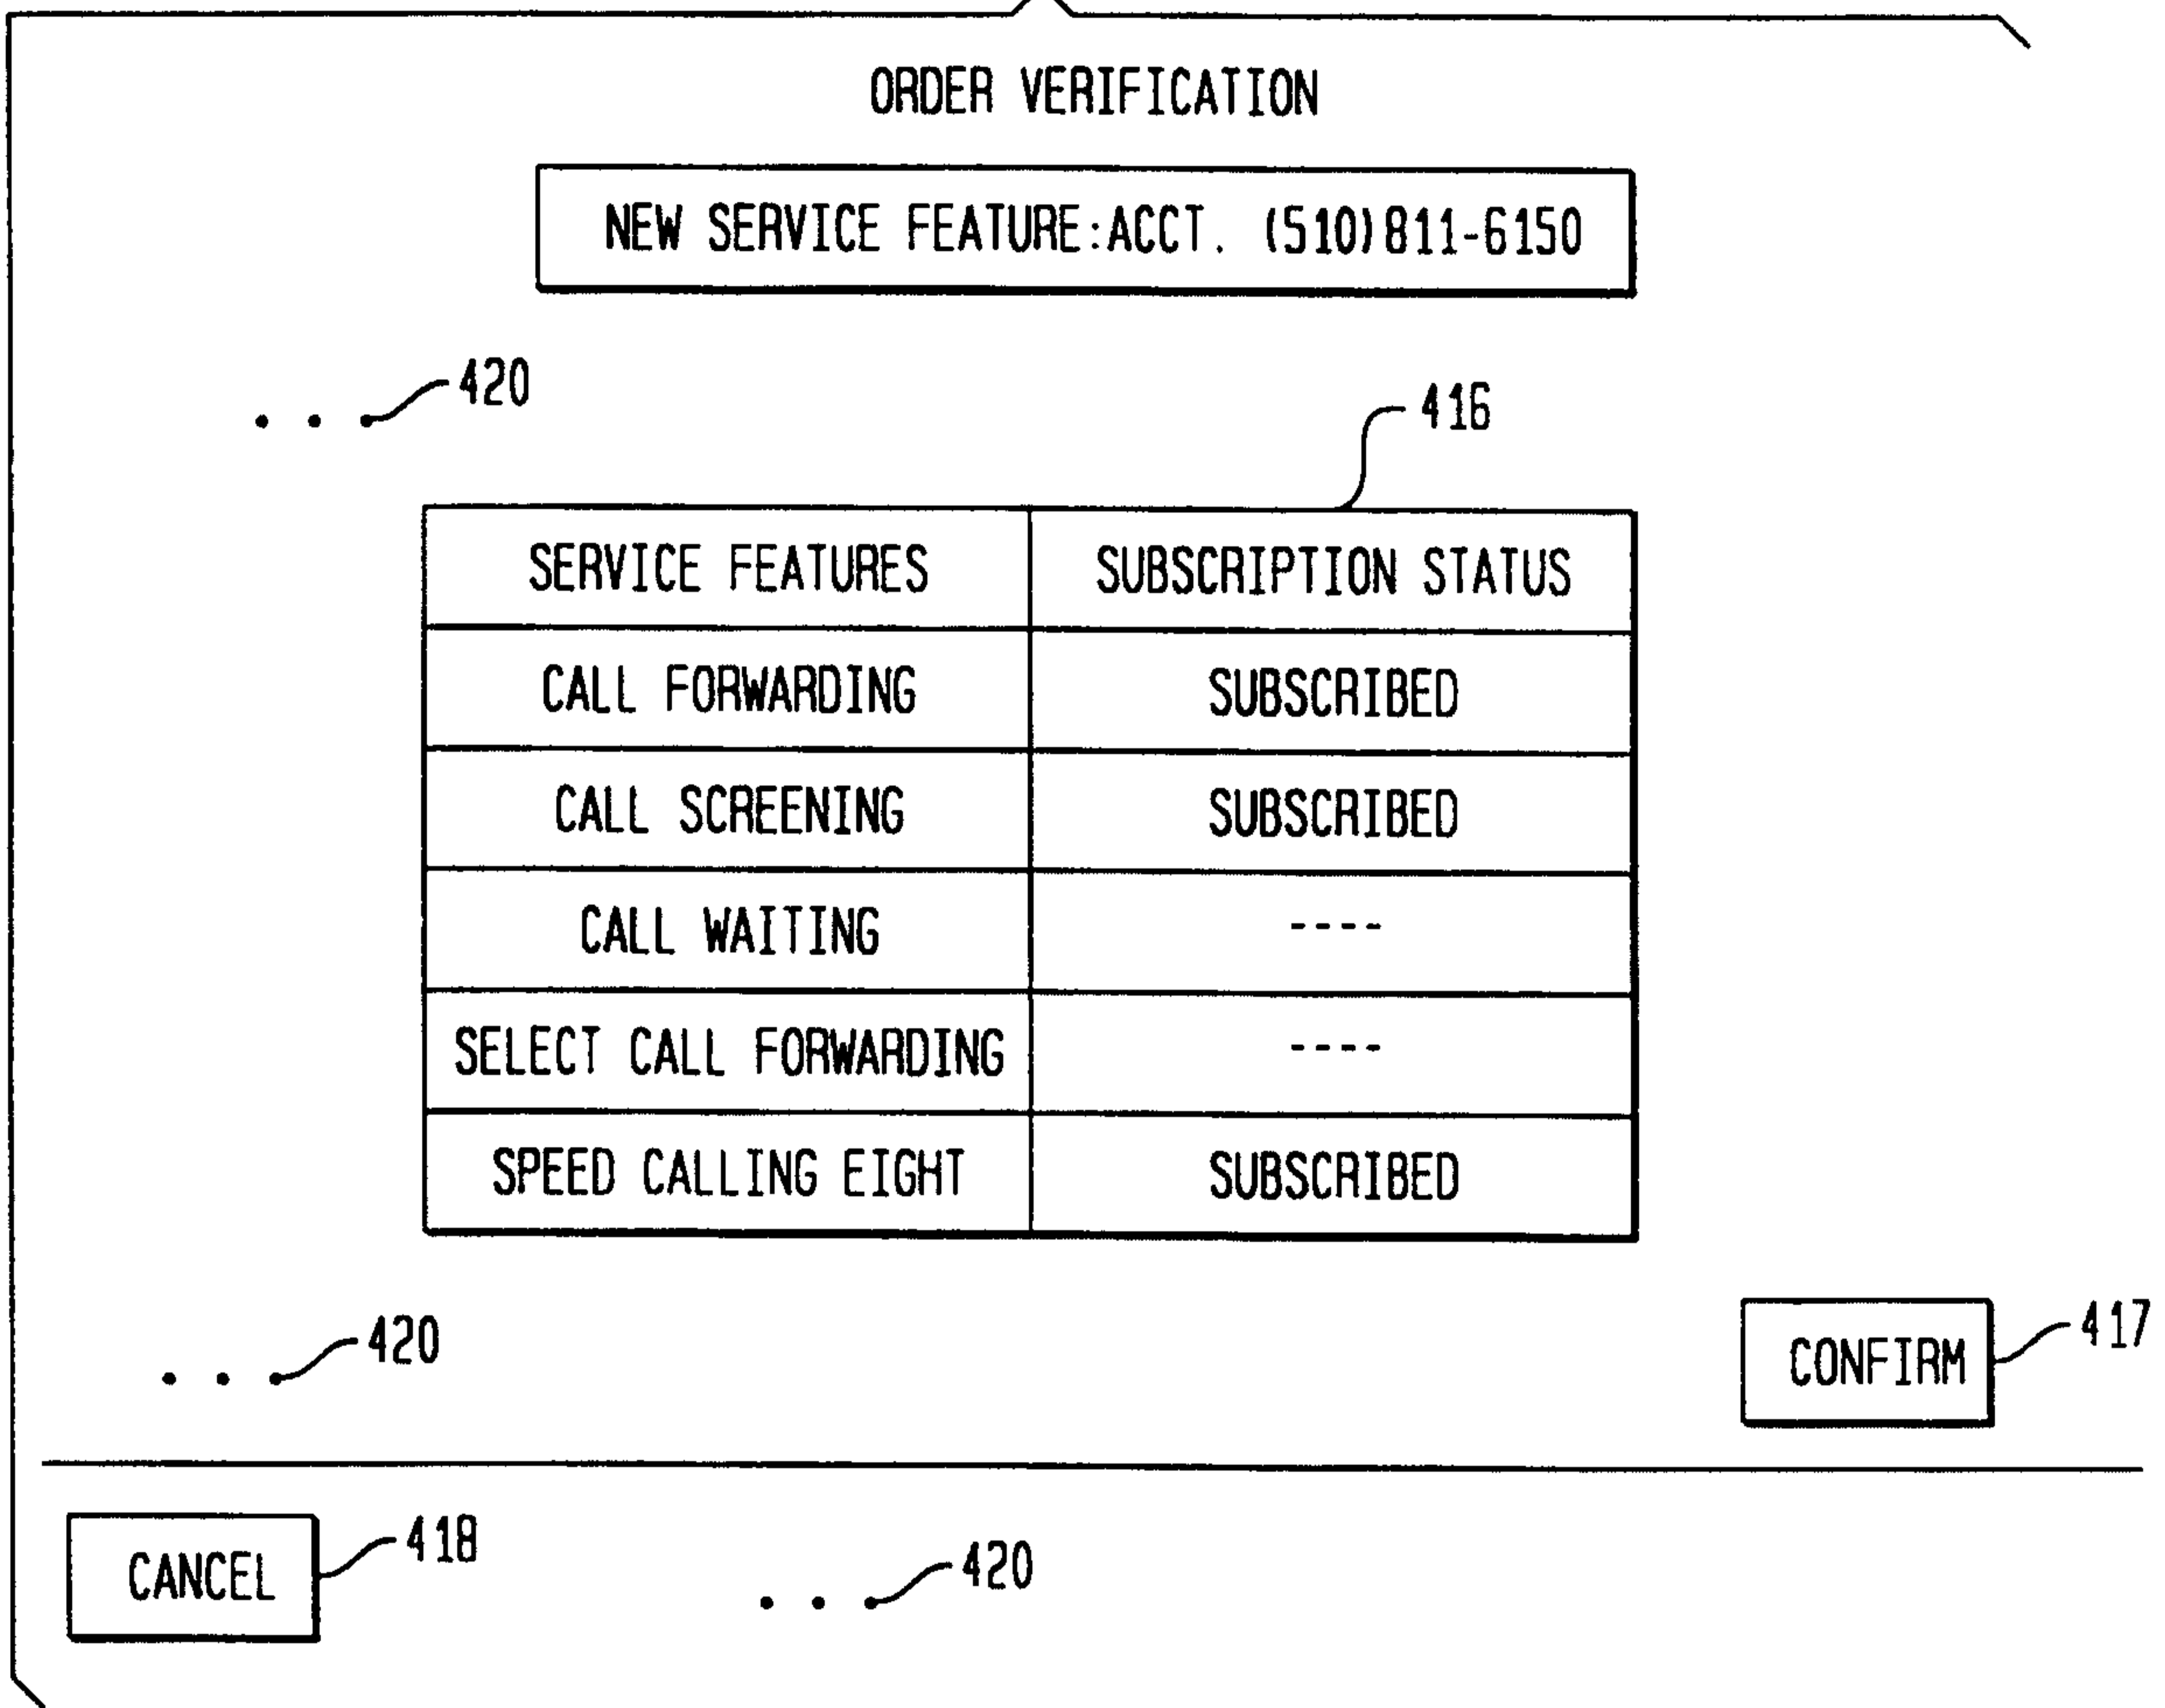 ORDER VERIFICATION
NEW SERVICE FEATURE:ACCT. (510)811-6150
420
416
SERVICE FEATURES SUBSCRIPTION STATUS
CALL FORWARDING SUBSCRIBED
CALL SCREENING SUBSCRIBED
CALL WAITING ----
SELECT CALL FORWARDING ----
SPEED CALLING EIGHT SUBSCRIBED
420
CONFIRM 417
CANCEL 418
420